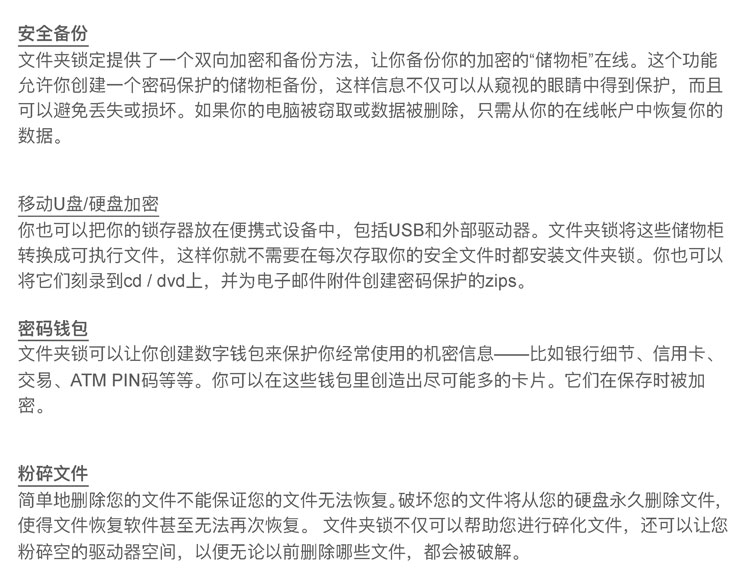 安全备份
文件夹锁定提供了一个双向加密和备份方法，让你备份你的加密的“储物柜”在线。这个功能
允许你创建一个密码保护的储物柜备份，这样信息不仅可以从窥视的眼睛中得到保护，而且
可以避免丢失或损坏。如果你的电脑被窃取或数据被删除，只需从你的在线帐户中恢复你的
数据。
移动U盘/硬盘加密
你也可以把你的锁存器放在便携式设备中，包括USB和外部驱动器。文件夹锁将这些储物柜
转换成可执行文件，这样你就不需要在每次存取你的安全文件时都安装文件夹锁。你也可以
将它们刻录到cd / dvd上，并为电子邮件附件创建密码保护的zips。
密码钱包
文件夹锁可以让你创建数字钱包来保护你经常使用的机密信息——比如银行细节、信用卡、
交易、ATM PIN码等等。你可以在这些钱包里创造出尽可能多的卡片。它们在保存时被加
密。
粉碎文件
简单地删除您的文件不能保证您的文件无法恢复。破坏您的文件将从您的硬盘永久删除文件，
使得文件恢复软件甚至无法再次恢复。 文件夹锁不仅可以帮助您进行碎化文件，还可以让您
粉碎空的驱动器空间，以便无论以前删除哪些文件，都会被破解。